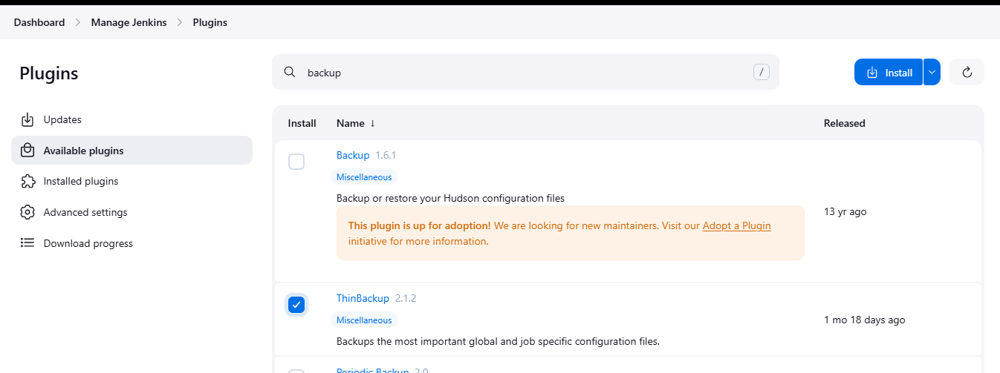 Dashboard > Manage Jenkins > Plugins
Plugins
Updates
Available plugins
Installed plugins
Advanced settings
Download progress
backup /
Install
Install Name ↓ Released
Backup 1.6.1
Miscellaneous
Backup or restore your Hudson configuration files
This plugin is up for adoption! We are looking for new maintainers. Visit our Adopt a Plugin
initiative for more information.
13 yr ago
ThinBackup 2.1.2
Miscellaneous
Backups the most important global and job specific configuration files.
1 mo 18 days ago
Periodic Backup 2.0